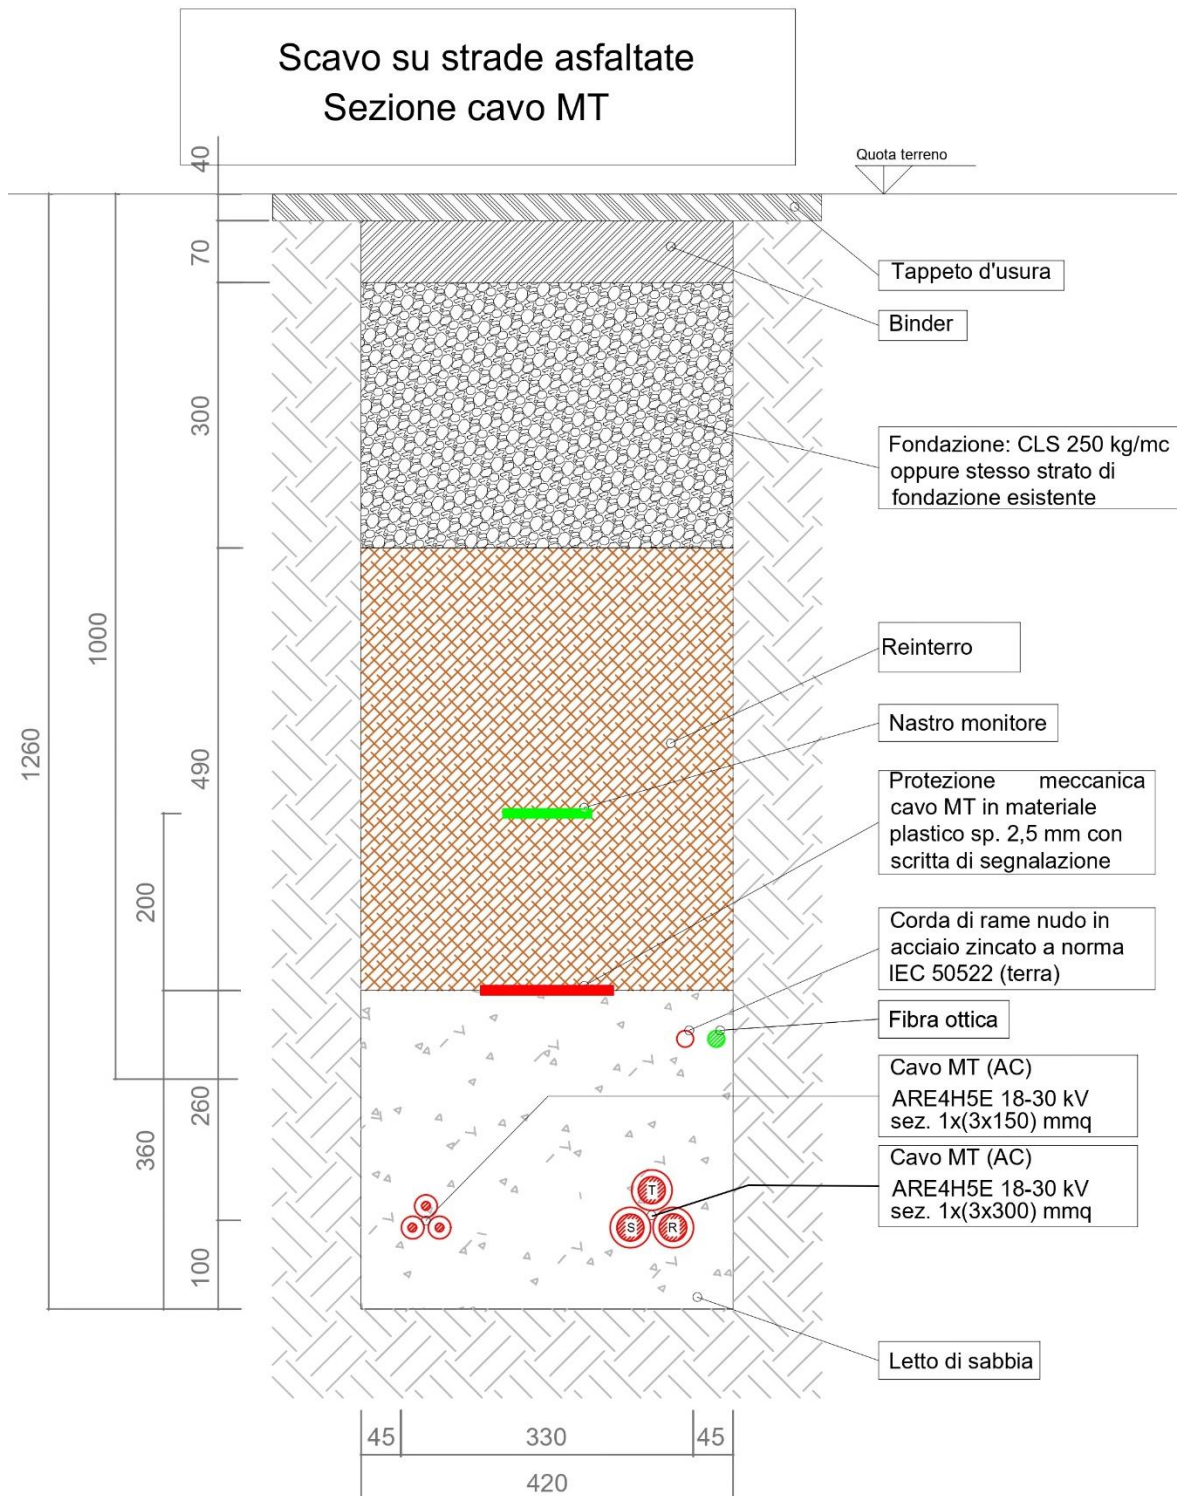 Scavo su strade asfaltate
Sezione cavo MT
40
Quota terreno
70
Tappeto d'usura
Binder
300
Fondazione: CLS 250 kg/mc
oppure stesso strato di
fondazione esistente
1000
Reinterro
Nastro monitore
1260
490
Protezione meccanica
cavo MT in materiale
plastico sp. 2,5 mm con
scritta di segnalazione
200
Corda di rame nudo in
acciaio zincato a norma
IEC 50522 (terra)
Fibra ottica
260
360
Cavo MT (AC)
ARE4H5E 18-30 kV
sez. 1x(3x150) mmq
Cavo MT (AC)
ARE4H5E 18-30 kV
sez. 1x(3x300) mmq
T
S R
100
Letto di sabbia
45 330 45
420